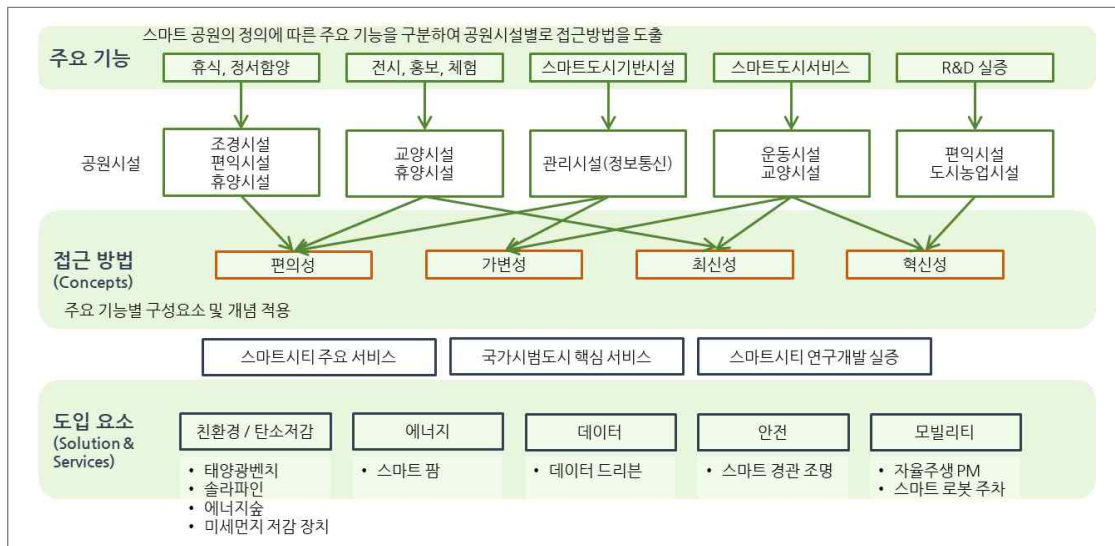 스마트 공원의 정의에 따른 주요 기능을 구분하여 공원시설별로 접근방법을 도출
주요 기능
휴식, 정서함양
전시, 홍보, 체험
스마트도시기반시설
스마트도시서비스
R&D 실증
공원시설
조경시설
편익시설
휴양시설
교양시설
휴양시설
관리시설(정보통신)
운동시설
교양시설
편익시설
도시농업시설
접근 방법
(Concepts)
편의성
가변성
최신성
혁신성
주요 기능별 구성요소 및 개념 적용
스마트시티 주요 서비스
국가시범도시 핵심 서비스
스마트시티 연구개발 실증
도입 요소
(Solution &
Services)
친환경 / 탄소저감
에너지
데이터
안전
모빌리티
• 태양광벤치
• 솔라파인
• 에너지숲
• 미세먼지 저감 장치
• 스마트 팜
• 데이터 드리븐
• 스마트 경관 조명
• 자율주생 PM
• 스마트 로봇 주차